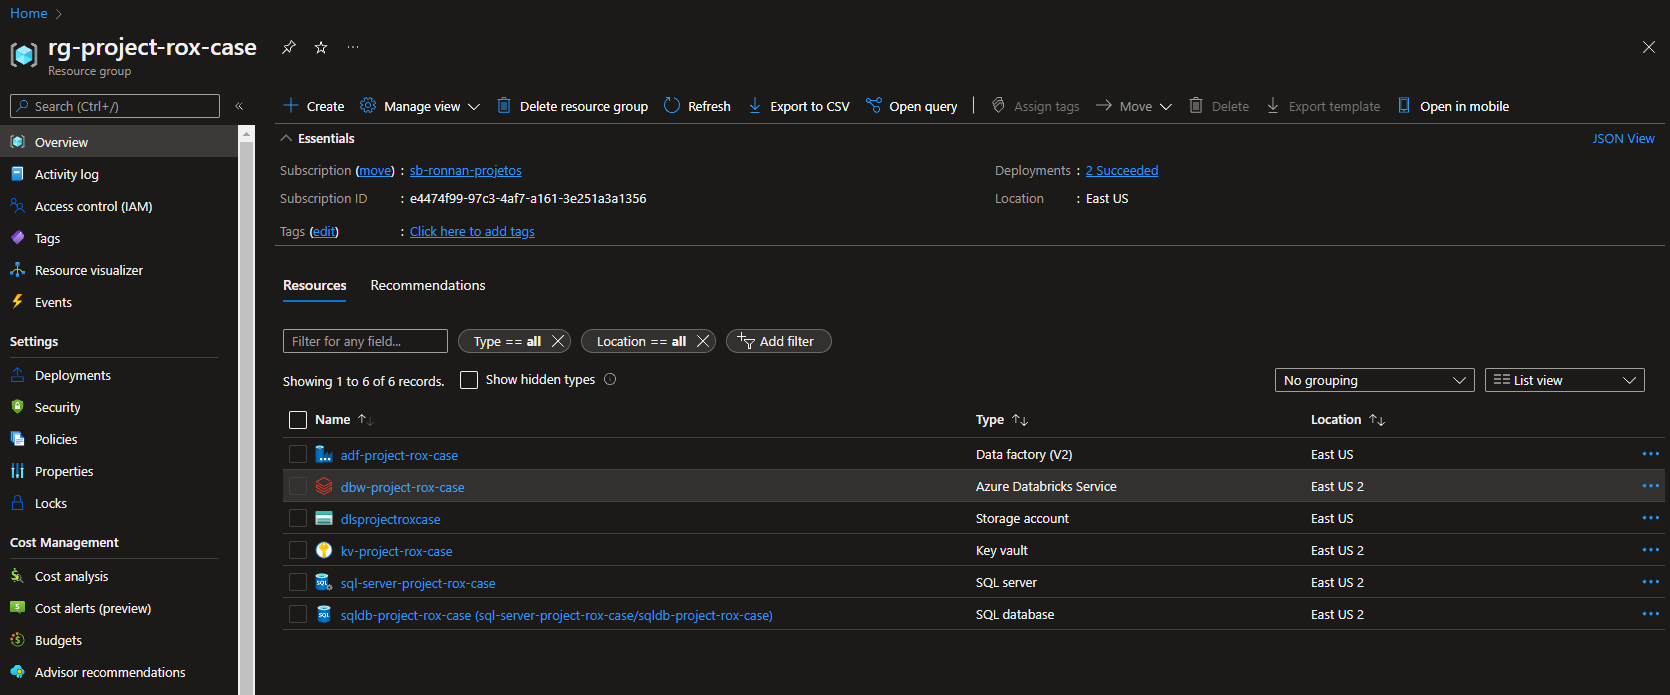 Home >
rg-project-rox-case
Resource group
Search (Ctrl+/)
«
Create Manage view Delete resource group Refresh Export to CSV Open query Assign tags Move Delete Export template Open in mobile
Overview
Activity log
Access control (IAM)
Tags
Resource visualizer
Events
Settings
Deployments
Security
Policies
Properties
Locks
Cost Management
Cost analysis
Cost alerts (preview)
Budgets
Advisor recommendations
Essentials
JSON View
Subscription (move) : sb-ronnan-projetos
Deployments : 2 Succeeded
Subscription ID : e4474f99-97c3-4af7-a161-3e251a3a1356
Location : East US
Tags (edit) : Click here to add tags
Resources Recommendations
Filter for any field... Type == all Location == all Add filter
Showing 1 to 6 of 6 records. Show hidden types
No grouping List view
Name Type Location
adf-project-rox-case Data factory (V2) East US
dbw-project-rox-case Azure Databricks Service East US 2
dlsprojectroxcase Storage account East US
kv-project-rox-case Key vault East US 2
sql-server-project-rox-case SQL server East US 2
sqldb-project-rox-case (sql-server-project-rox-case/sqldb-project-rox-case) SQL database East US 2